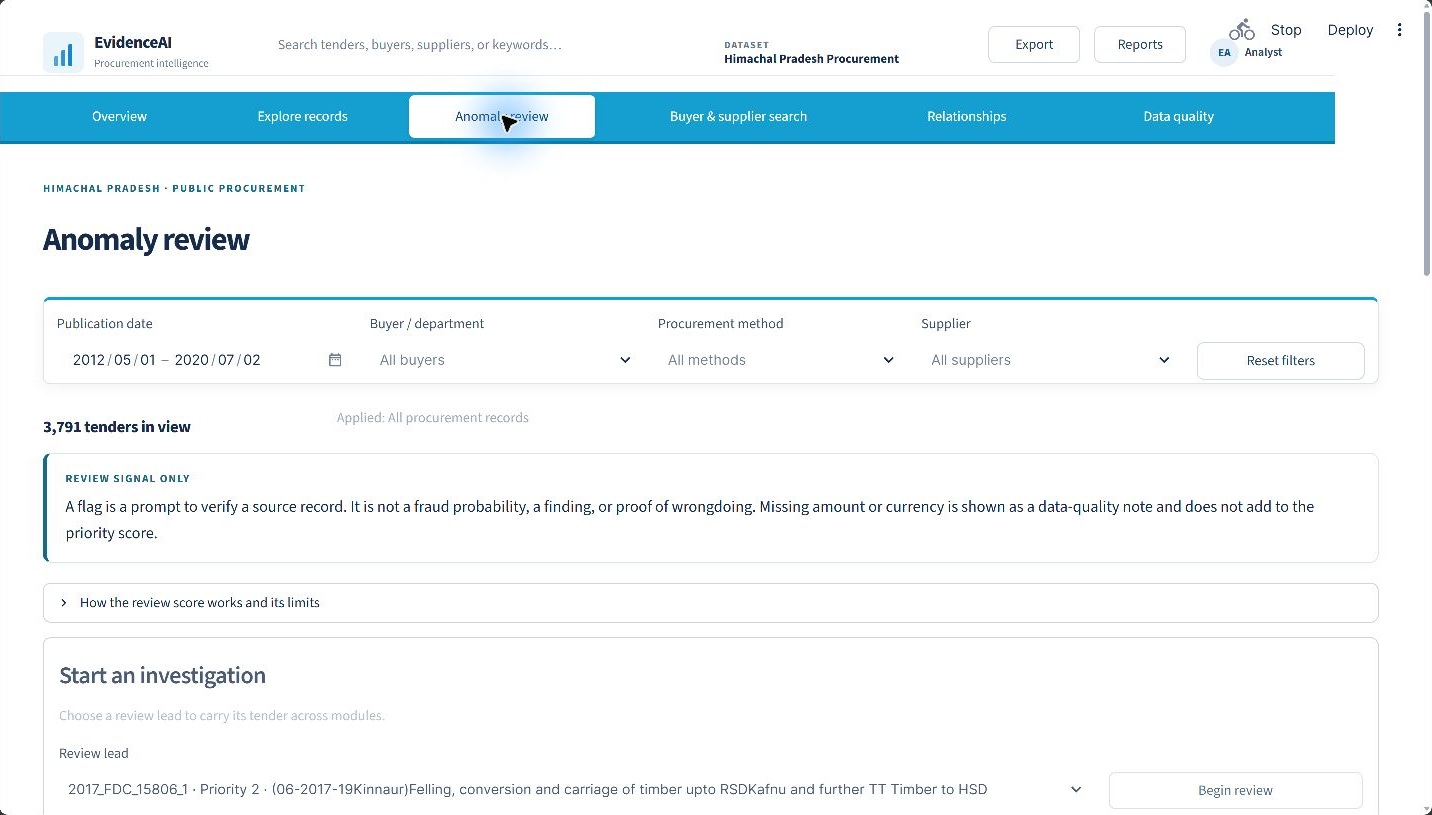 EvidenceAI
Procurement intelligence
Search tenders, buyers, suppliers, or keywords…
DATASET
Himachal Pradesh Procurement
Export
Reports
Stop
Deploy
EA
Analyst
Overview
Explore records
Anomaly review
Buyer & supplier search
Relationships
Data quality
HIMACHAL PRADESH · PUBLIC PROCUREMENT
Anomaly review
Publication date
Buyer / department
Procurement method
Supplier
2012/05/01 – 2020/07/02
All buyers
All methods
All suppliers
Reset filters
3,791 tenders in view
Applied: All procurement records
REVIEW SIGNAL ONLY
A flag is a prompt to verify a source record. It is not a fraud probability, a finding, or proof of wrongdoing. Missing amount or currency is shown as a data-quality note and does not add to the
priority score.
How the review score works and its limits
Start an investigation
Choose a review lead to carry its tender across modules.
Review lead
2017_FDC_15806_1 · Priority 2 · (06-2017-19Kinnaur)Felling, conversion and carriage of timber upto RSDKafnu and further TT Timber to HSD
Begin review